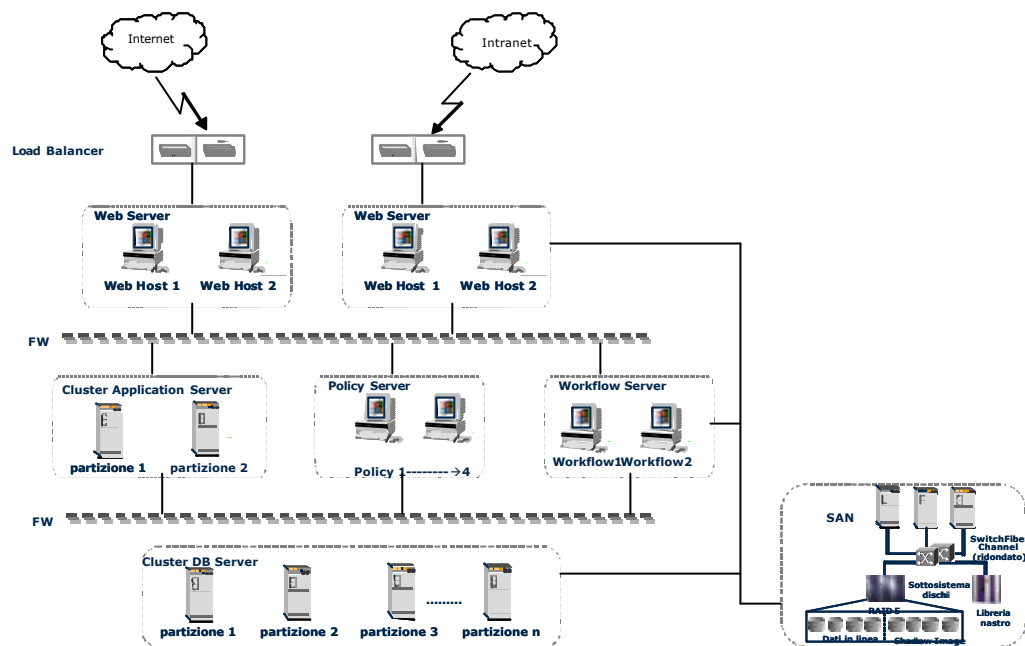 Internet
Intranet
Load Balancer
Web Server
Web Host 1
Web Host 2
Web Server
Web Host 1
Web Host 2
FW
Cluster Application Server
partizione 1
partizione 2
Policy Server
Policy 1--------→4
Workflow Server
Workflow1
Workflow2
FW
Cluster DB Server
partizione 1
partizione 2
partizione 3
.........
partizione n
SAN
SwitchFiber
Channel
(ridondato)
Sottosistema
dischi
RAID 5
Libreria
nastro
Dati in linea
Shadow Image